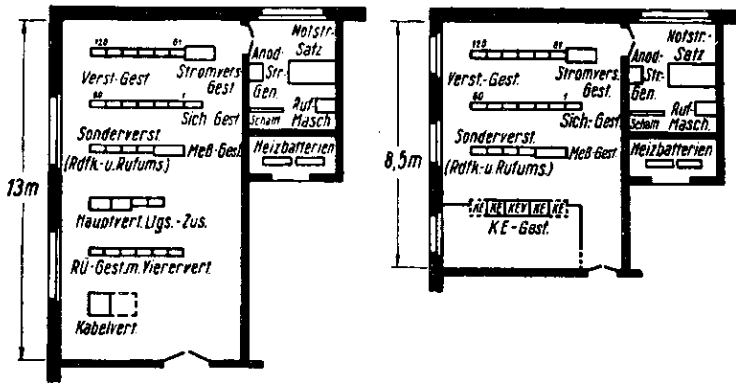 120 61
Verst.-Gest
Stromvers.
Gest
60 1
Sich.-Gest
Sonderverst.
(Rdfk.-u.Rufums.)
Meß-Gest.
Hauptvert. Ltgs.-Zus.
RÜ-Gest.m.Vierervert
Kabelvert
Anod-
Str.-
Gen.
Notstr.-
Satz
Scham
Ruf-
Masch.
Heizbatterien
13m
120 61
Verst.-Gest.
Stromvers.
Gest.
60 1
Sich.-Gest.
Sonderverst.
(Rdfk.-u.Rufums.)
Meß-Gest.
KE KE KEV KE KE
KE-Gest.
Anod-
Str.-
Gen.
Notstr.-
Satz
Scham
Ruf-
Masch.
Heizbatterien
8,5m